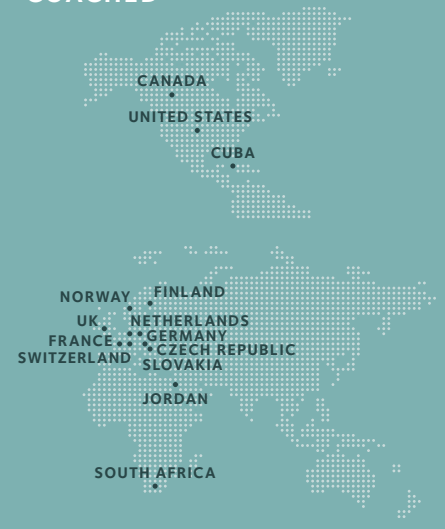 CANADA
UNITED STATES
CUBA
FINLAND
NORWAY
UK
NETHERLANDS
GERMANY
FRANCE
CZECH REPUBLIC
SWITZERLAND
SLOVAKIA
JORDAN
SOUTH AFRICA